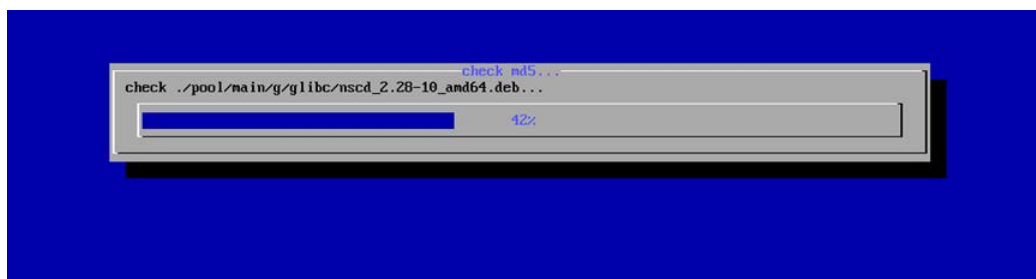 check md5...
check ./pool/main/g/glibc/nscd_2.28-10_amd64.deb...
42%